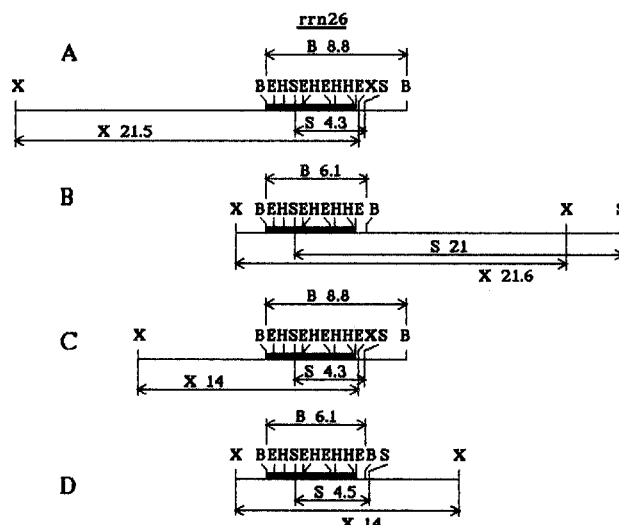 rrn26
B 8.8
A
X BEHSEHEHHEXS B
S 4.3
X 21.5
B 6.1
B
X BEHSEHEHHE B X S
S 21
X 21.6
B 8.8
C
X BEHSEHEHHEXS B
S 4.3
X 14
B 6.1
X BEHSEHEHHEBS X
D
S 4.5
X 14